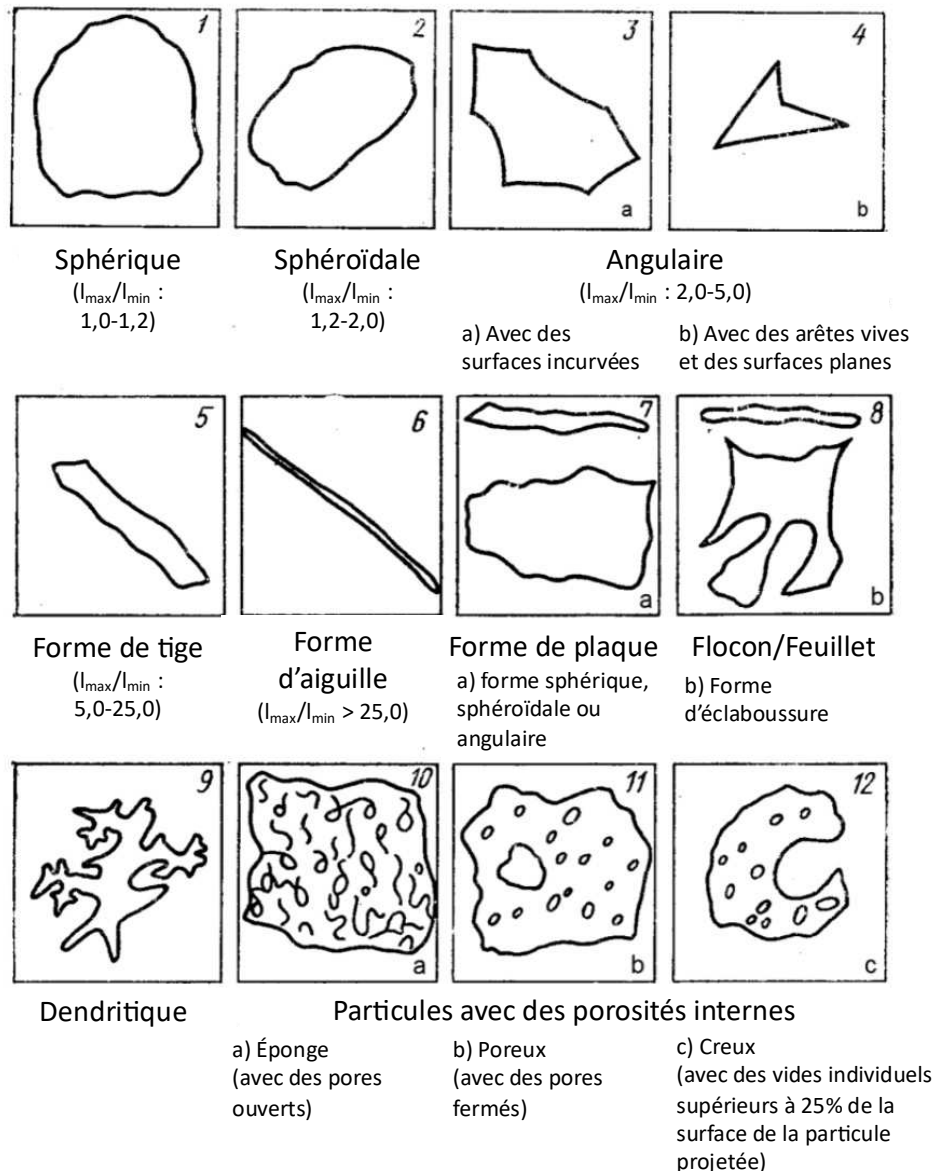 1
2
3
4
a
b
Sphérique
(lmax/lmin :
1,0-1,2)
Sphéroïdale
(lmax/lmin :
1,2-2,0)
Angulaire
(lmax/lmin : 2,0-5,0)
a) Avec des
surfaces incurvées
b) Avec des arêtes vives
et des surfaces planes
5
6
7
8
a
b
Forme de tige
(lmax/lmin :
5,0-25,0)
Forme
d'aiguille
(lmax/lmin > 25,0)
Forme de plaque
a) forme sphérique,
sphéroïdale ou
angulaire
Flocon/Feuillet
b) Forme
d'éclaboussure
9
10
11
12
a
b
c
Dendritique
Particules avec des porosités internes
a) Éponge
(avec des pores
ouverts)
b) Poreux
(avec des pores
fermés)
c) Creux
(avec des vides individuels
supérieurs à 25% de la
surface de la particule
projetée)